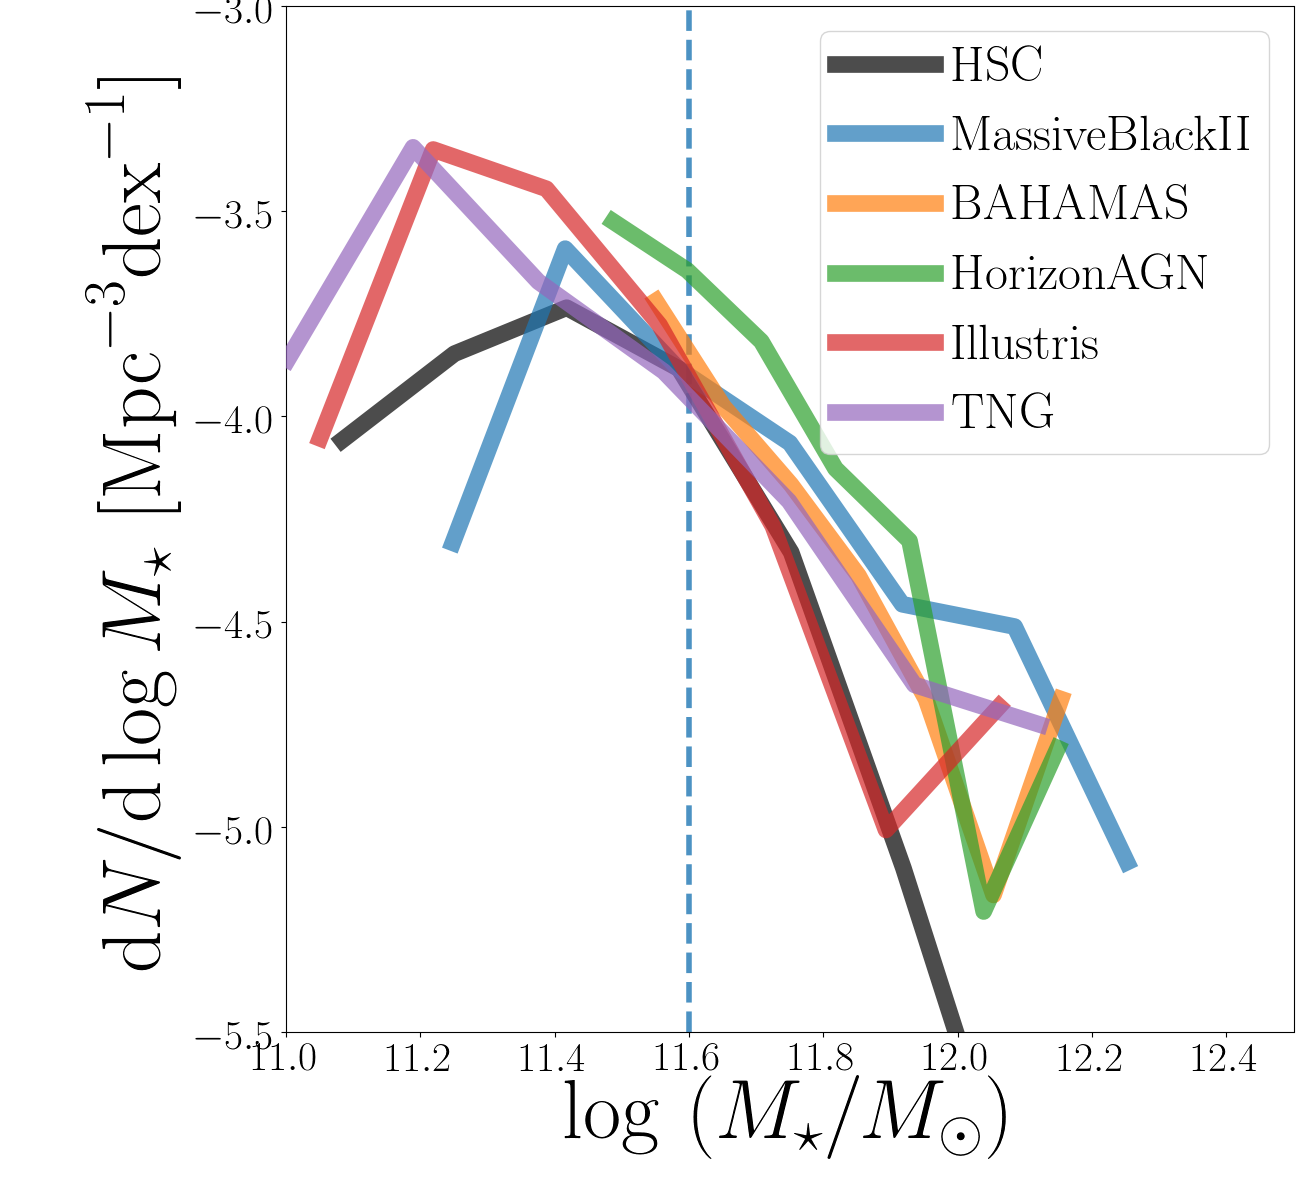 −3.0
−3.5
−4.0
−4.5
−5.0
−5.5
dN/d log M⋆ [Mpc⁻³dex⁻¹]
HSC
MassiveBlackII
BAHAMAS
HorizonAGN
Illustris
TNG
11.0 11.2 11.4 11.6 11.8 12.0 12.2 12.4
log (M⋆/M⊙)